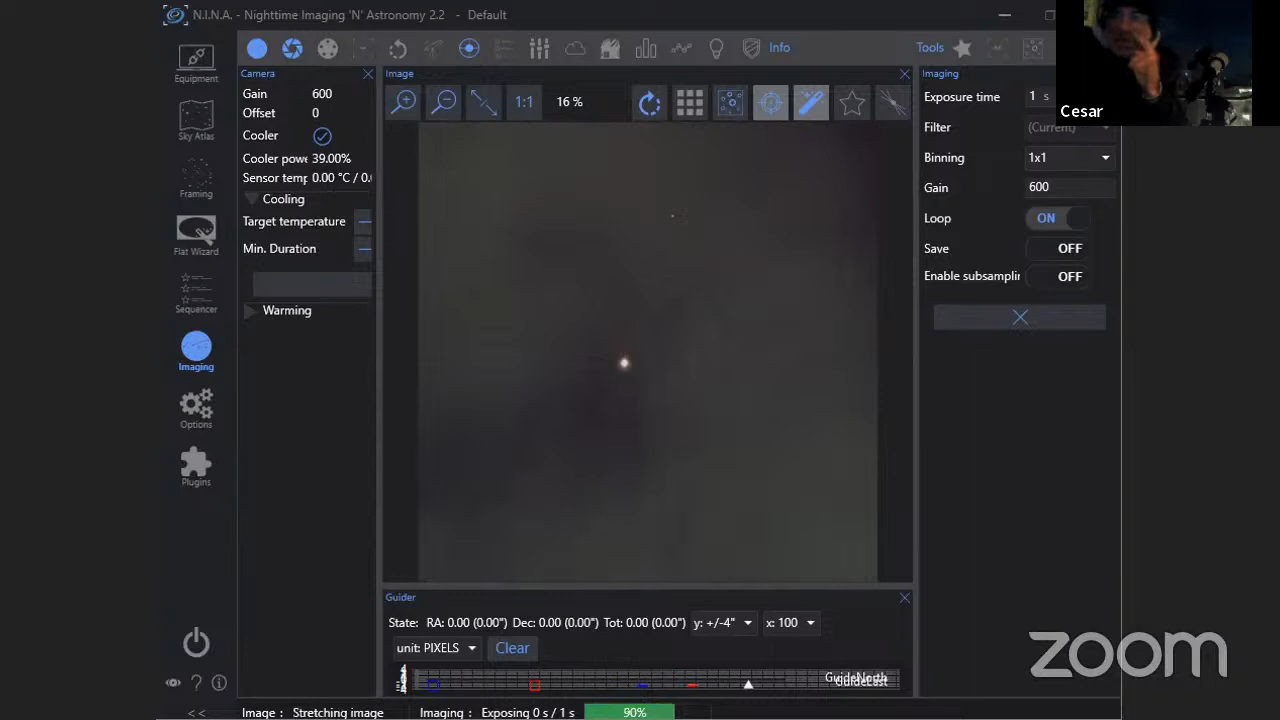 N.I.N.A. - Nighttime Imaging 'N' Astronomy 2.2 - Default
Info
Tools
Cesar
Equipment
Sky Atlas
Framing
Flat Wizard
Sequencer
Imaging
Options
Plugins
Camera
Gain 600
Offset 0
Cooler
Cooler powe 39.00%
Sensor temp 0.00 °C / 0.
Cooling
Target temperature
Min. Duration
Warming
Image
1:1 16 %
Imaging
Exposure time 1 s
Filter (Current)
Binning 1x1
Gain 600
Loop ON
Save OFF
Enable subsamplin OFF
Guider
State: RA: 0.00 (0.00") Dec: 0.00 (0.00") Tot: 0.00 (0.00") y: +/-4" x: 100
unit: PIXELS Clear
GuideNorth
GuideEast
zoom
<< Image : Stretching image Imaging : Exposing 0 s / 1 s 90%